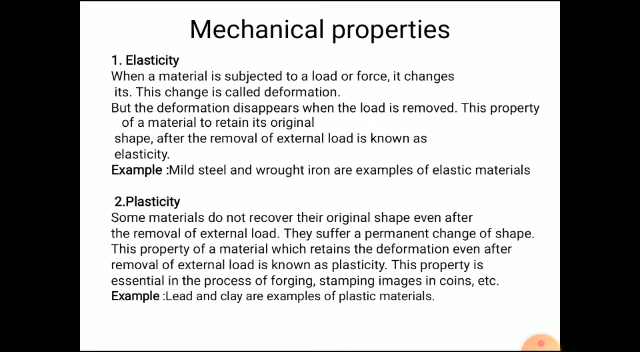 Mechanical properties
1. Elasticity
When a material is subjected to a load or force, it changes
its. This change is called deformation.
But the deformation disappears when the load is removed. This property
of a material to retain its original
shape, after the removal of external load is known as
elasticity.
Example :Mild steel and wrought iron are examples of elastic materials
2.Plasticity
Some materials do not recover their original shape even after
the removal of external load. They suffer a permanent change of shape.
This property of a material which retains the deformation even after
removal of external load is known as plasticity. This property is
essential in the process of forging, stamping images in coins, etc.
Example :Lead and clay are examples of plastic materials.